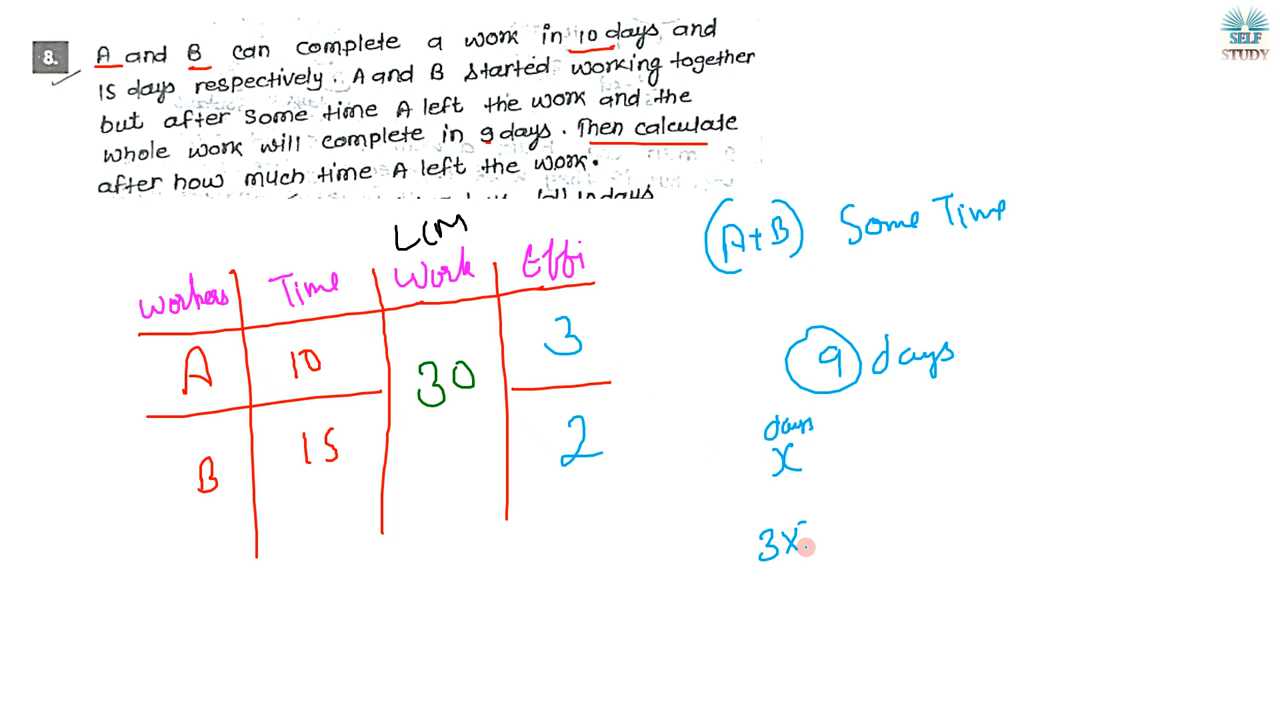 SELF
STUDY
8. A and B can complete a work in 10 days and
15 days respectively. A and B started working together
but after some time A left the work and the
whole work will complete in 9 days. Then calculate
after how much time A left the work.
(A+B) Some Time
LCM
Workers Time Work Effi
A 10 30 3
B 15 2
9 days
days
x
3x